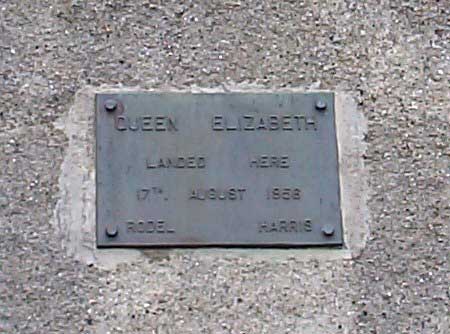 QUEEN ELIZABETH
LANDED HERE
17TH. AUGUST 1956
RODEL HARRIS